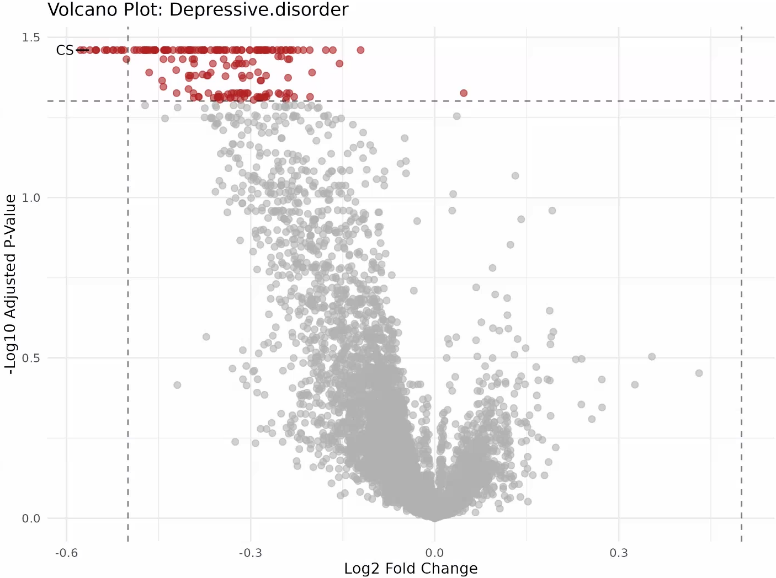 Volcano Plot: Depressive.disorder
1.5
CS
1.0
-Log10 Adjusted P-Value
0.5
0.0
-0.6 -0.3 0.0 0.3
Log2 Fold Change